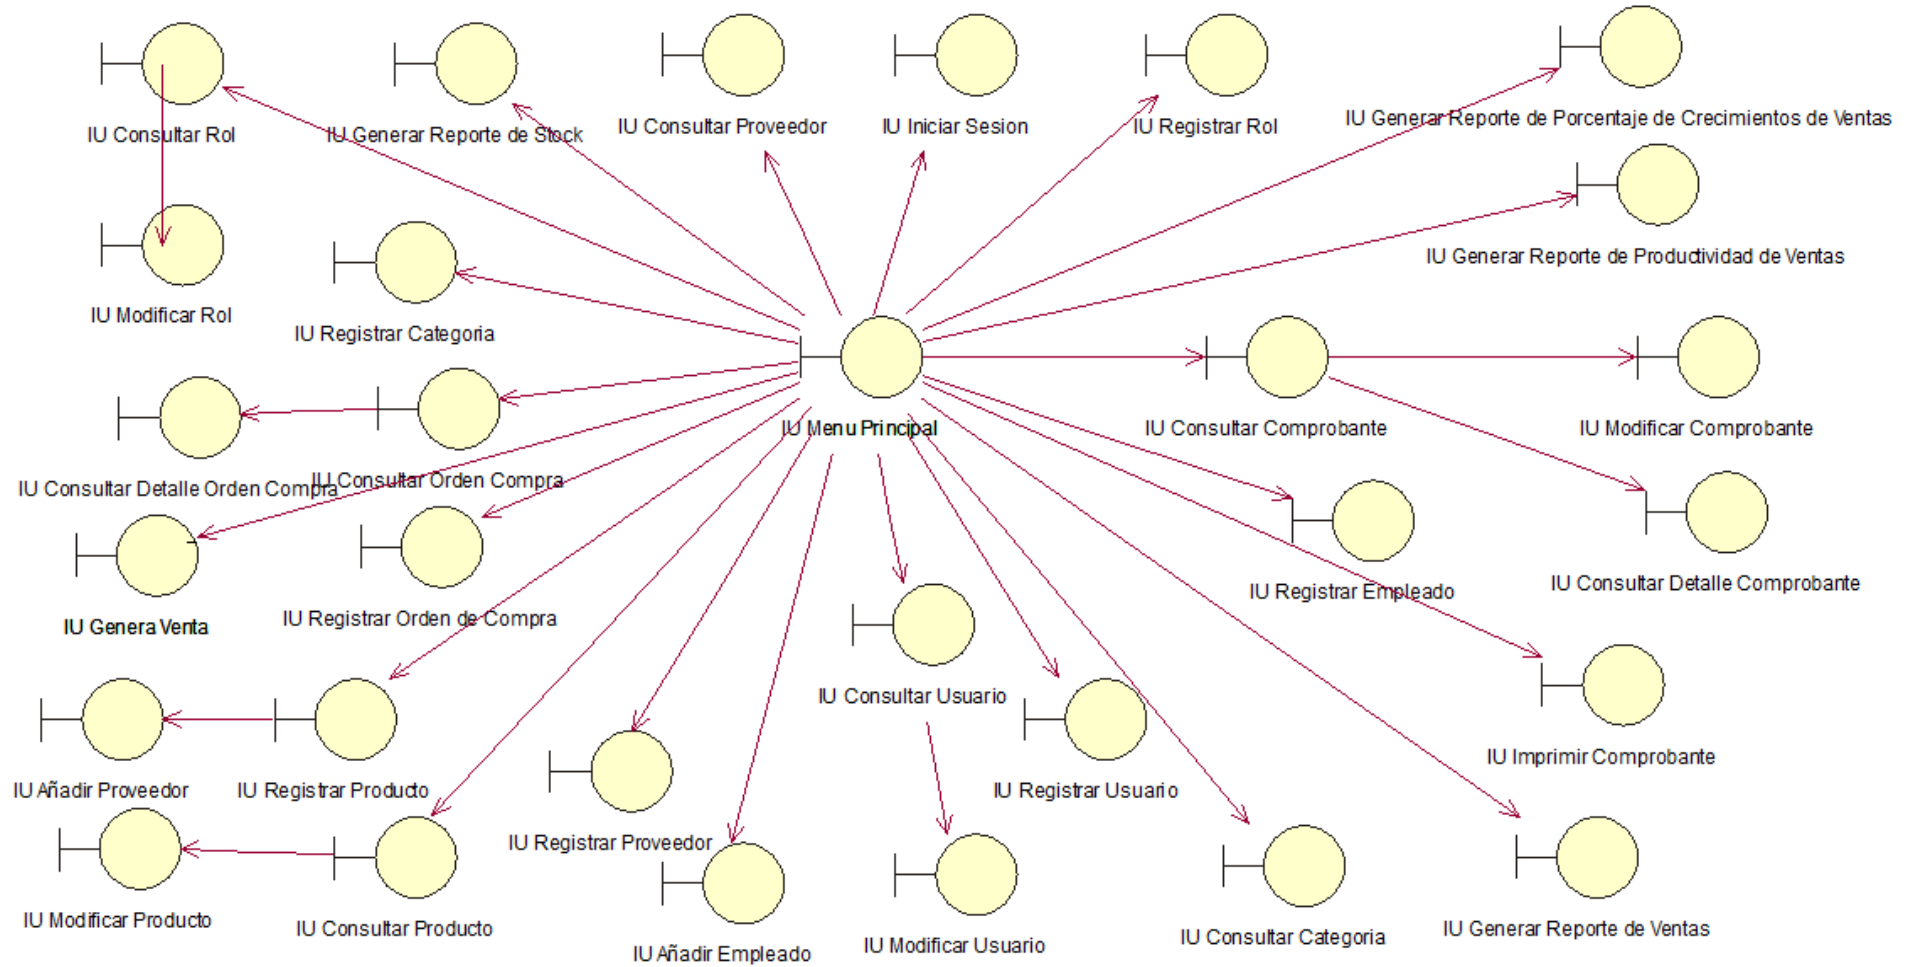 IU Generar Reporte de Porcentaje de Crecimientos de Ventas
IU Consultar Rol
IU Generar Reporte de Stock
IU Consultar Proveedor
IU Iniciar Sesion
IU Registrar Rol
IU Generar Reporte de Productividad de Ventas
IU Modificar Rol
IU Registrar Categoria
IU Menu Principal
IU Consultar Comprobante
IU Modificar Comprobante
IU Consultar Detalle Orden Compra
IU Consultar Orden Compra
IU Registrar Empleado
IU Consultar Detalle Comprobante
IU Genera Venta
IU Registrar Orden de Compra
IU Consultar Usuario
IU Imprimir Comprobante
IU Añadir Proveedor
IU Registrar Producto
IU Registrar Usuario
IU Registrar Proveedor
IU Modificar Producto
IU Consultar Producto
IU Añadir Empleado
IU Modificar Usuario
IU Consultar Categoria
IU Generar Reporte de Ventas